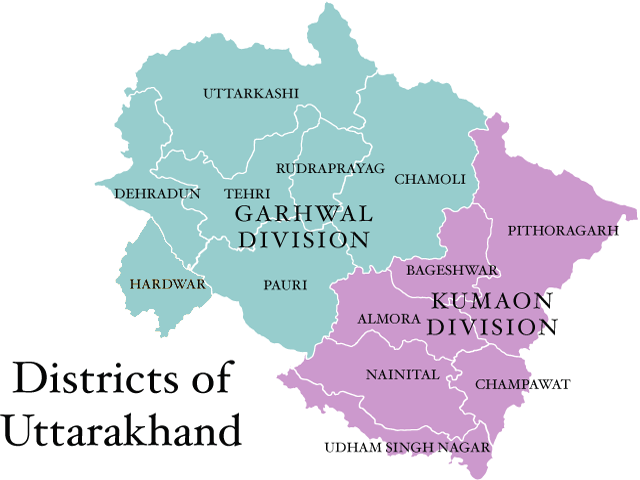 UTTARKASHI
RUDRAPRAYAG
CHAMOLI
DEHRADUN
TEHRI
GARHWAL
DIVISION
PITHORAGARH
BAGESHWAR
HARDWAR
PAURI
KUMAON
DIVISION
ALMORA
NAINITAL
CHAMPAWAT
UDHAM SINGH NAGAR
Districts of
Uttarakhand